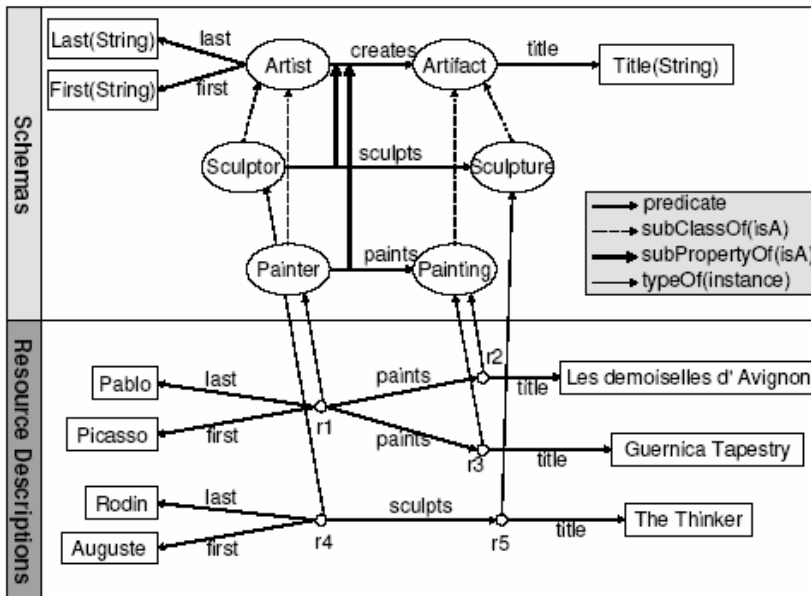 Schemas
Last(String)
last
Artist
creates
Artifact
title
Title(String)
First(String)
first
Sculptor
sculpts
Sculpture
Painter
paints
Painting
predicate
subClassOf(isA)
subPropertyOf(isA)
typeOf(instance)
Resource Descriptions
Pablo
last
paints
r2
title
Les demoiselles d' Avignon
Picasso
first
r1
paints
r3
title
Guernica Tapestry
Rodin
last
sculpts
The Thinker
Auguste
first
r4
r5
title